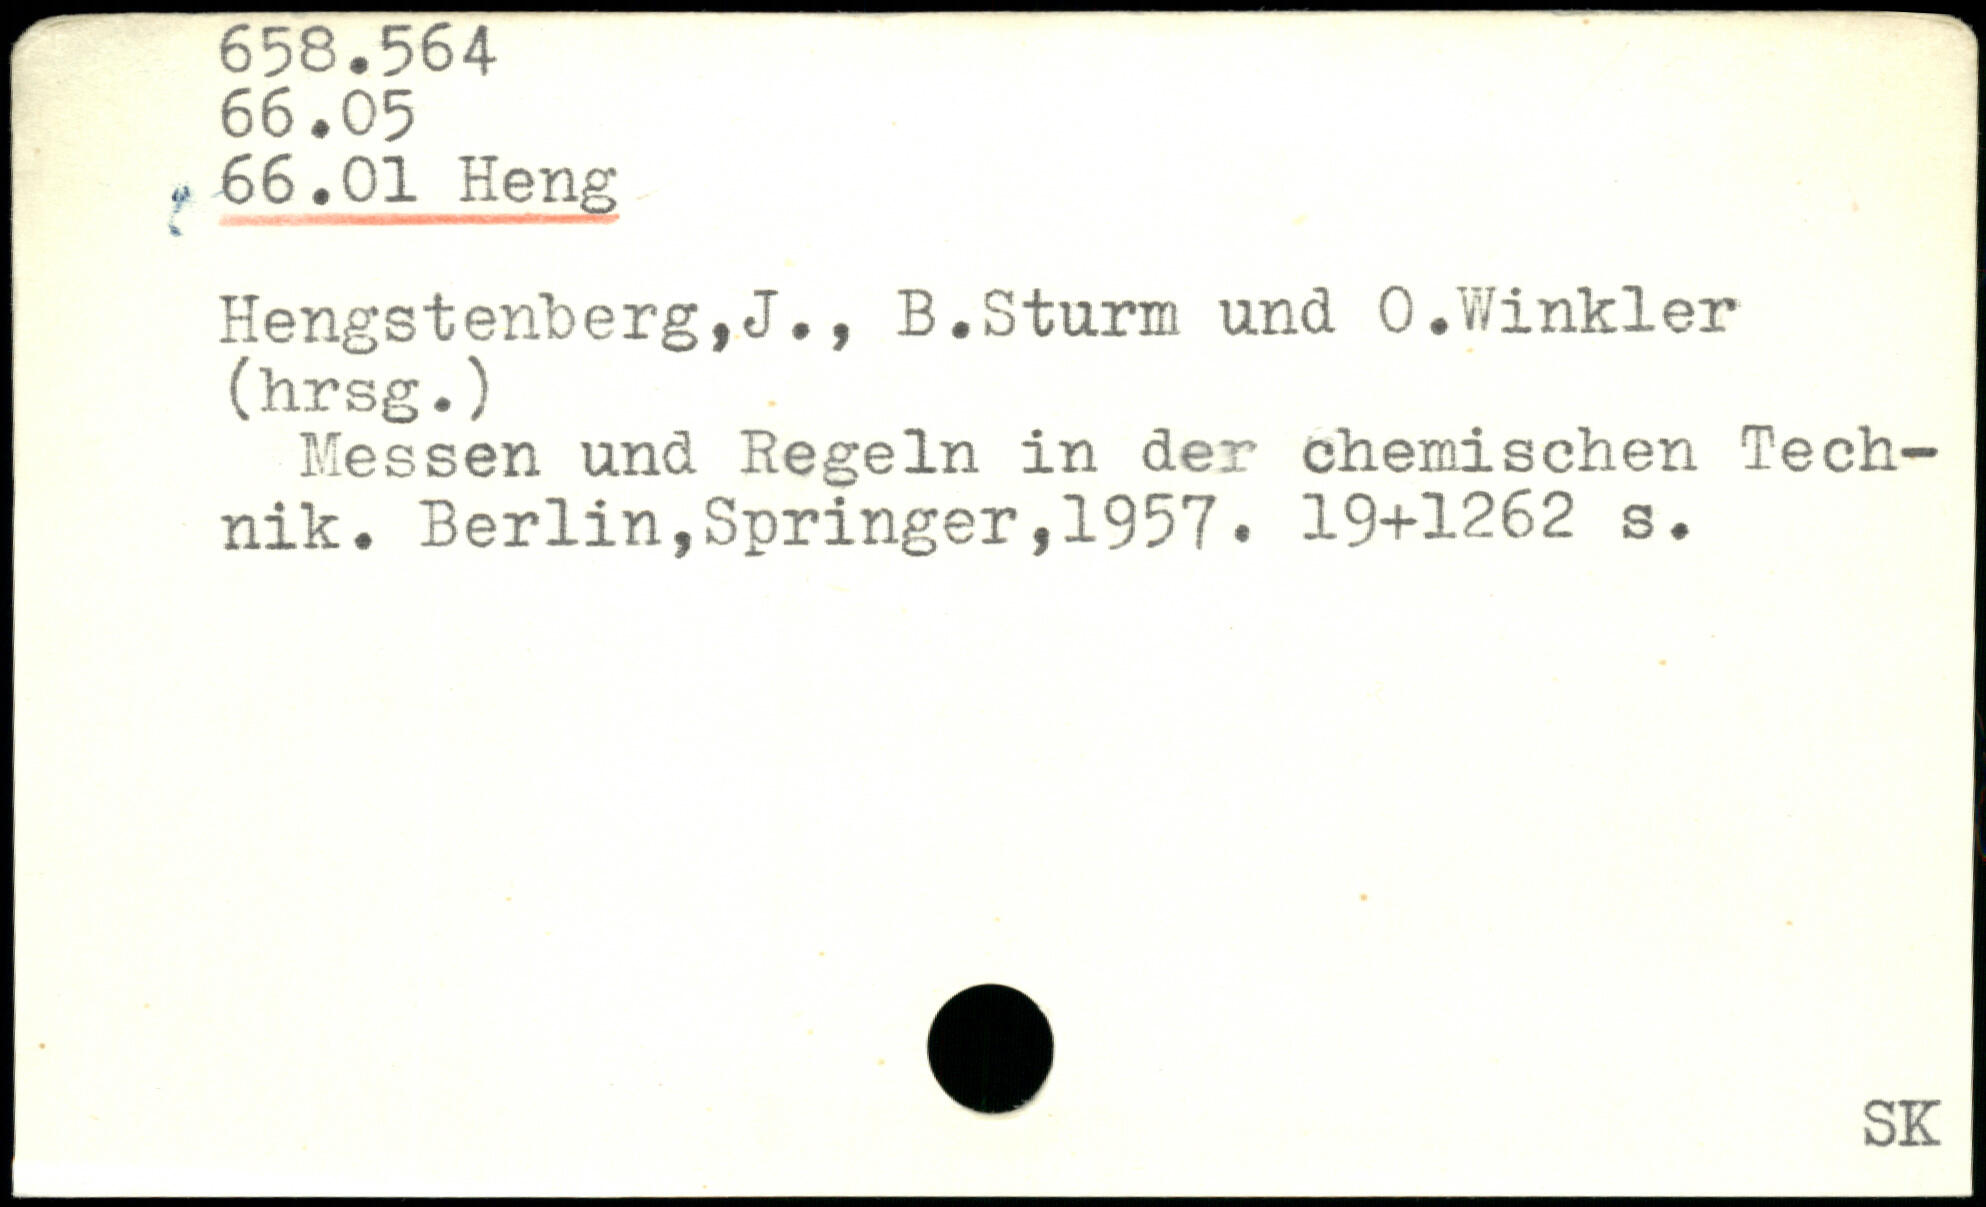 658.564
66.05
66.01 Heng
Hengstenberg,J., B.Sturm und O.Winkler
(hrsg.)
Messen und Regeln in der chemischen Tech-
nik. Berlin,Springer,1957. 19+1262 s.
SK